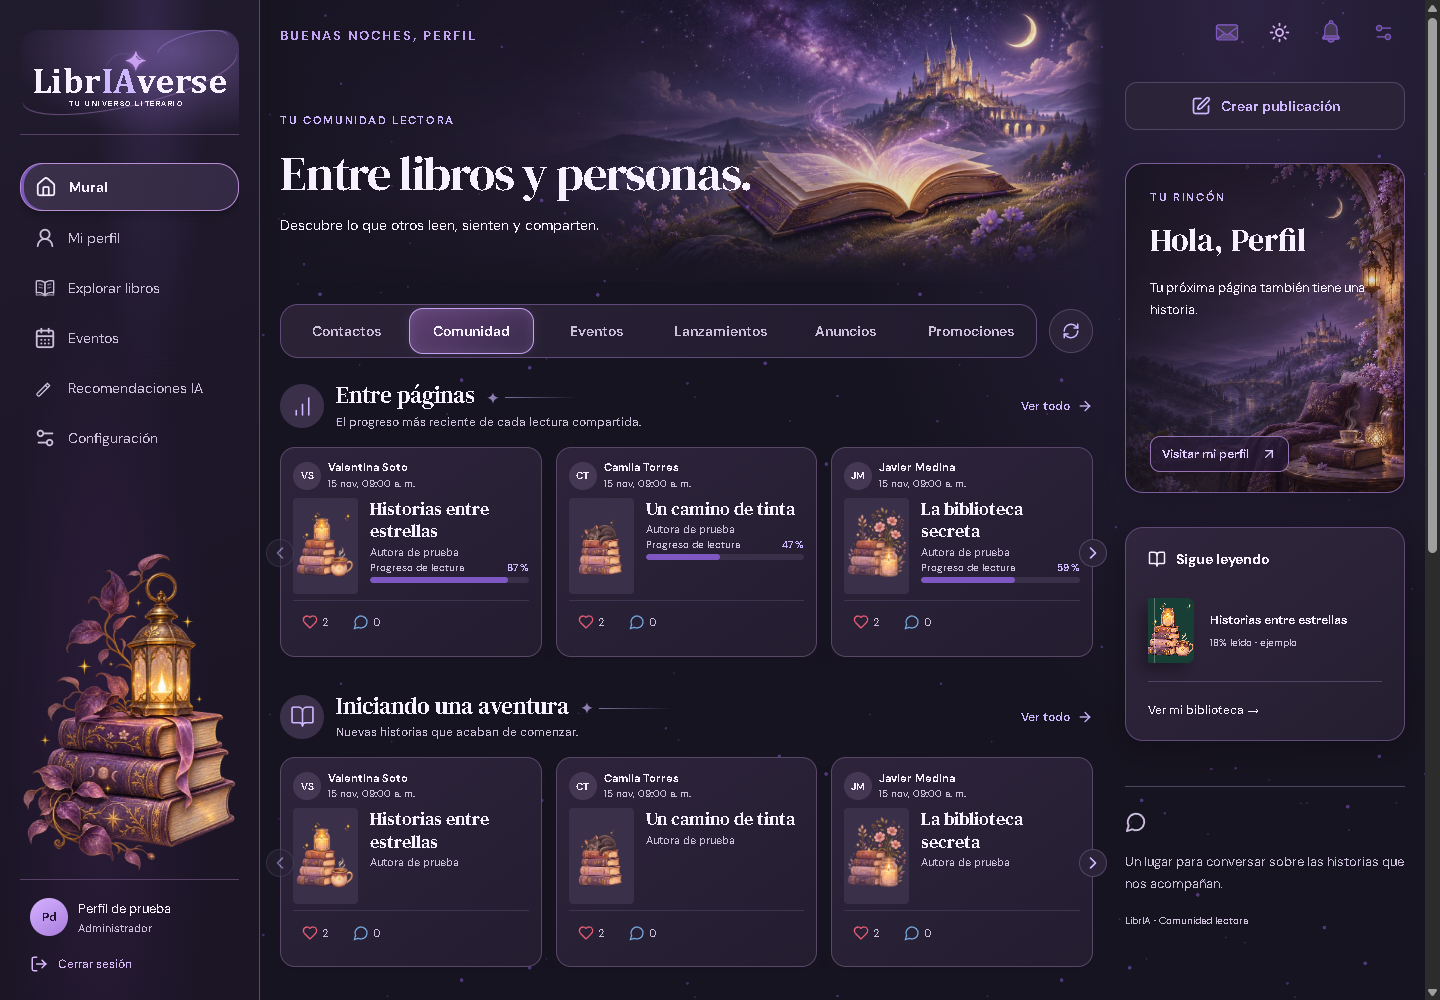 LibrIAverse
TU UNIVERSO LITERARIO
Mural
Mi perfil
Explorar libros
Eventos
Recomendaciones IA
Configuración
Pd
Perfil de prueba
Administrador
Cerrar sesión
BUENAS NOCHES, PERFIL
TU COMUNIDAD LECTORA
Entre libros y personas.
Descubre lo que otros leen, sienten y comparten.
Contactos
Comunidad
Eventos
Lanzamientos
Anuncios
Promociones
Entre páginas
El progreso más reciente de cada lectura compartida.
Ver todo
VS
Valentina Soto
15 nov, 09:00 a. m.
Historias entre
estrellas
Autora de prueba
Progreso de lectura 87%
2 0
CT
Camila Torres
15 nov, 09:00 a. m.
Un camino de tinta
Autora de prueba
Progreso de lectura 47%
2 0
JM
Javier Medina
15 nov, 09:00 a. m.
La biblioteca
secreta
Autora de prueba
Progreso de lectura 59%
2 0
Iniciando una aventura
Nuevas historias que acaban de comenzar.
Ver todo
VS
Valentina Soto
15 nov, 09:00 a. m.
Historias entre
estrellas
Autora de prueba
2 0
CT
Camila Torres
15 nov, 09:00 a. m.
Un camino de tinta
Autora de prueba
2 0
JM
Javier Medina
15 nov, 09:00 a. m.
La biblioteca
secreta
Autora de prueba
2 0
Crear publicación
TU RINCÓN
Hola, Perfil
Tu próxima página también tiene una
historia.
Visitar mi perfil
Sigue leyendo
Historias entre estrellas
18% leído · ejemplo
Ver mi biblioteca →
Un lugar para conversar sobre las historias que
nos acompañan.
LibrIA · Comunidad lectora